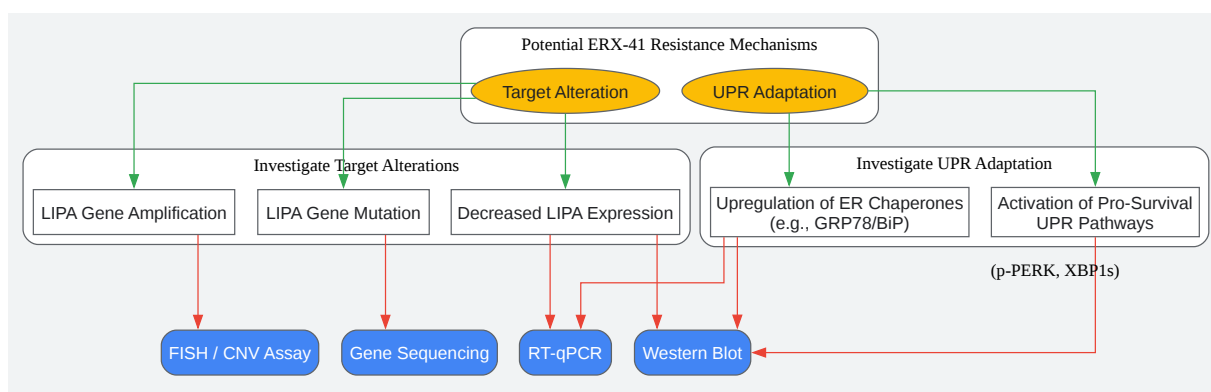 Potential ERX-41 Resistance Mechanisms
Target Alteration
UPR Adaptation
Investigate Target Alterations
Investigate UPR Adaptation
LIPA Gene Amplification
LIPA Gene Mutation
Decreased LIPA Expression
Upregulation of ER Chaperones
(e.g., GRP78/BiP)
Activation of Pro-Survival
UPR Pathways
(p-PERK, XBP1s)
FISH / CNV Assay
Gene Sequencing
RT-qPCR
Western Blot